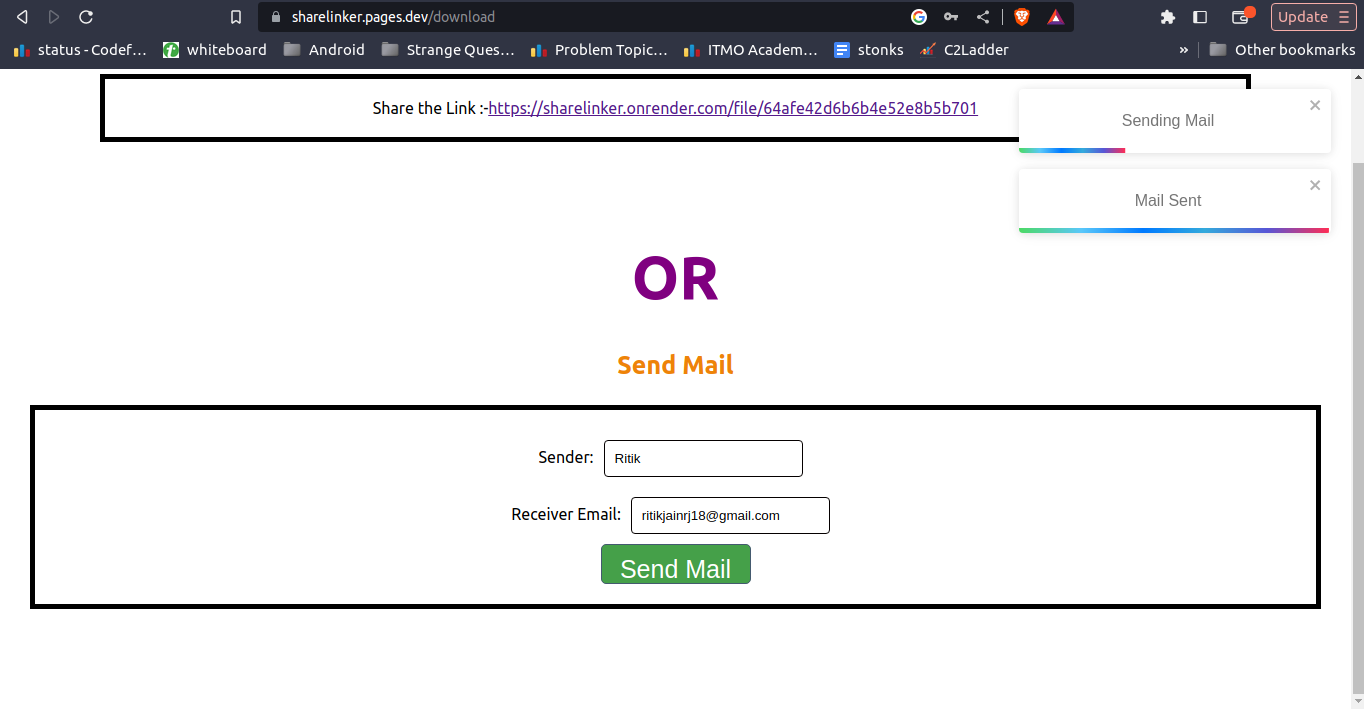 sharelinker.pages.dev/download
Update
status - Codef...
whiteboard
Android
Strange Ques...
Problem Topic...
ITMO Academ...
stonks
C2Ladder
»
Other bookmarks
Share the Link :-https://sharelinker.onrender.com/file/64afe42d6b6b4e52e8b5b701
Sending Mail
Mail Sent
OR
Send Mail
Sender:
Ritik
Receiver Email:
ritikjainrj18@gmail.com
Send Mail